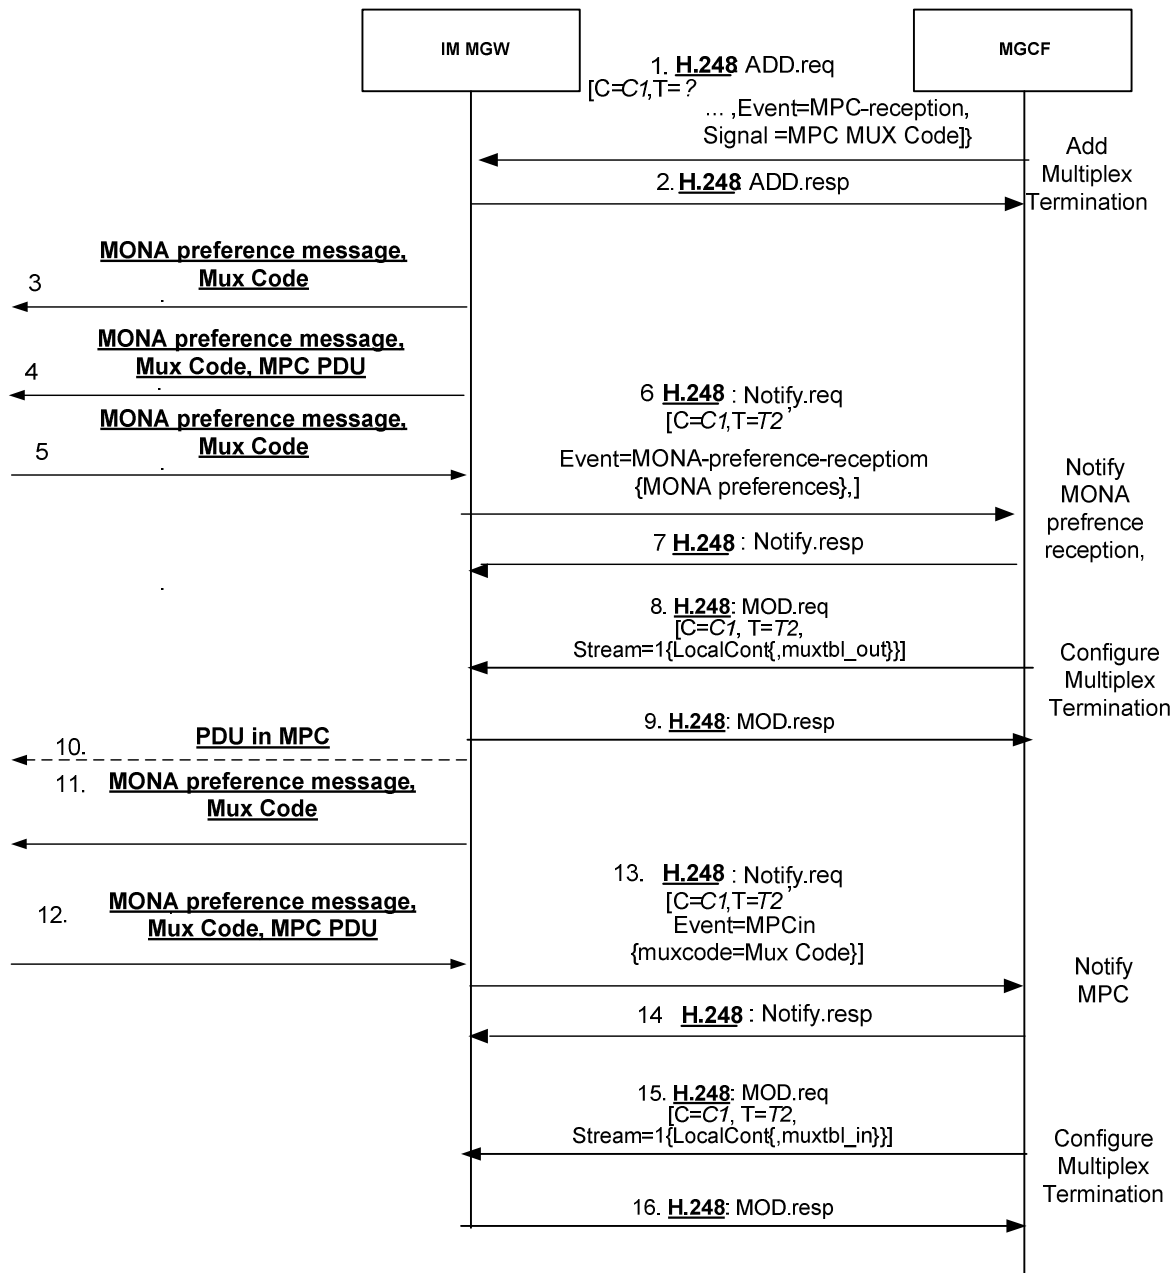 IM MGW
MGCF
1. H.248: ADD.req
[C=C1,T=?
... ,Event=MPC-reception,
Signal =MPC MUX Code]}
Add
Multiplex
Termination
2. H.248: ADD.resp
MONA preference message,
Mux Code
3
.
MONA preference message,
Mux Code, MPC PDU
4
MONA preference message,
Mux Code
5
6 H.248 : Notify.req
[C=C1,T=T2,
Event=MONA-preference-receptiom
{MONA preferences},]
Notify
MONA
prefrence
reception,
7 H.248 : Notify.resp
.
8. H.248: MOD.req
[C=C1, T=T2,
Stream=1{LocalCont{,muxtbl_out}}]
Configure
Multiplex
Termination
9. H.248: MOD.resp
10.
PDU in MPC
11.
MONA preference message,
Mux Code
12.
MONA preference message,
Mux Code, MPC PDU
13. H.248 : Notify.req
[C=C1,T=T2,
Event=MPCin
{muxcode=Mux Code}]
Notify
MPC
14 H.248 : Notify.resp
15. H.248: MOD.req
[C=C1, T=T2,
Stream=1{LocalCont{,muxtbl_in}}]
Configure
Multiplex
Termination
16. H.248: MOD.resp